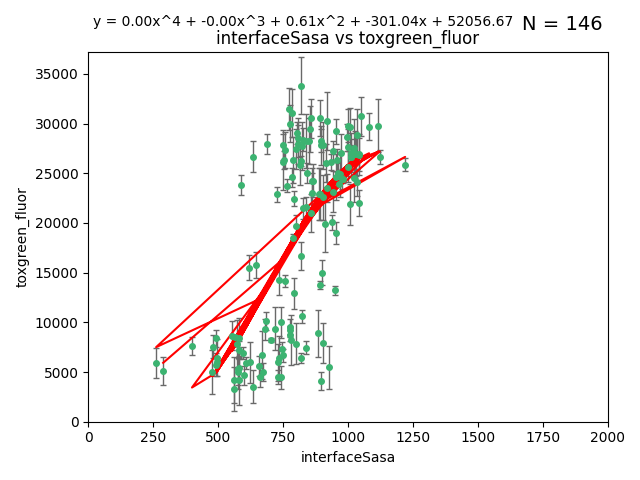 y = 0.00x^4 + -0.00x^3 + 0.61x^2 + -301.04x + 52056.67 N = 146
interfaceSasa vs toxgreen_fluor
35000
30000
25000
20000
15000
10000
5000
0
toxgreen_fluor
0 250 500 750 1000 1250 1500 1750 2000
interfaceSasa